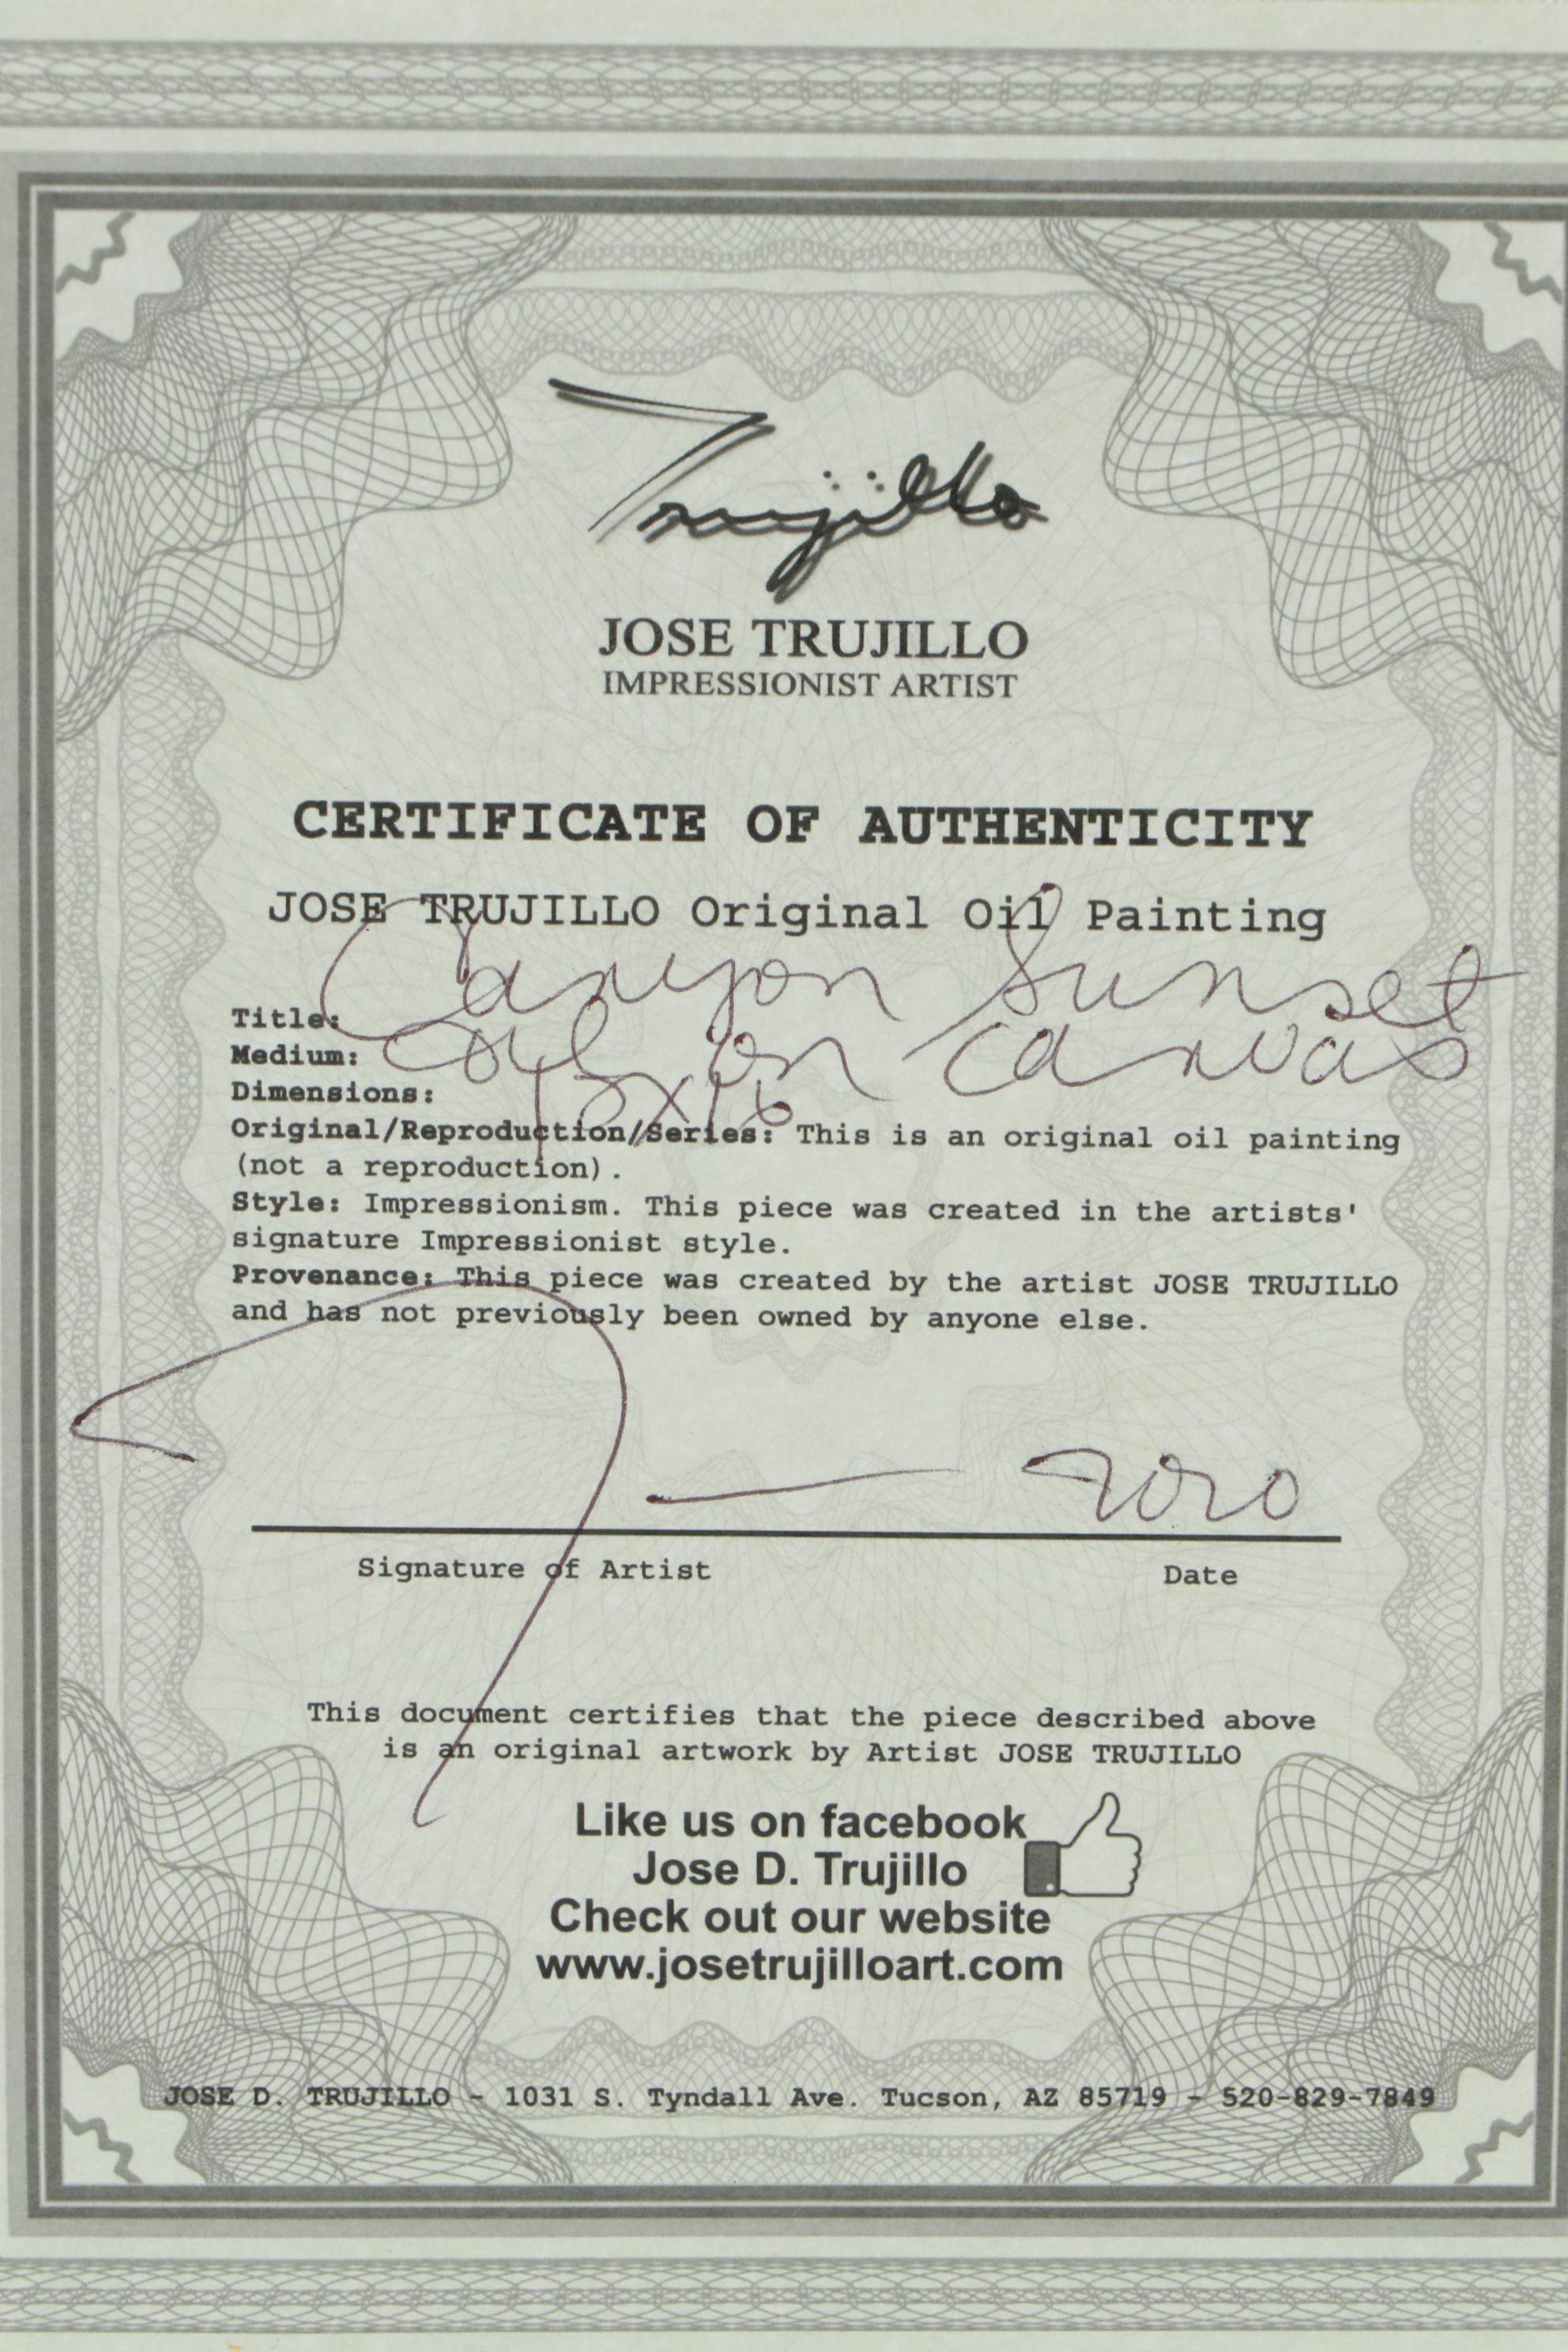 Trujillo
JOSE TRUJILLO
IMPRESSIONIST ARTIST
CERTIFICATE OF AUTHENTICITY
JOSE TRUJILLO Original Oil Painting
Title: Canyon Sunset
Medium: oil on canvas
Dimensions:
Original/Reproduction/Series: This is an original oil painting
(not a reproduction).
Style: Impressionism. This piece was created in the artists'
signature Impressionist style.
Provenance: This piece was created by the artist JOSE TRUJILLO
and has not previously been owned by anyone else.
2020
Signature of Artist Date
This document certifies that the piece described above
is an original artwork by Artist JOSE TRUJILLO
Like us on facebook
Jose D. Trujillo
Check out our website
www.josetrujilloart.com
JOSE D. TRUJILLO - 1031 S. Tyndall Ave. Tucson, AZ 85719 - 520-829-7849